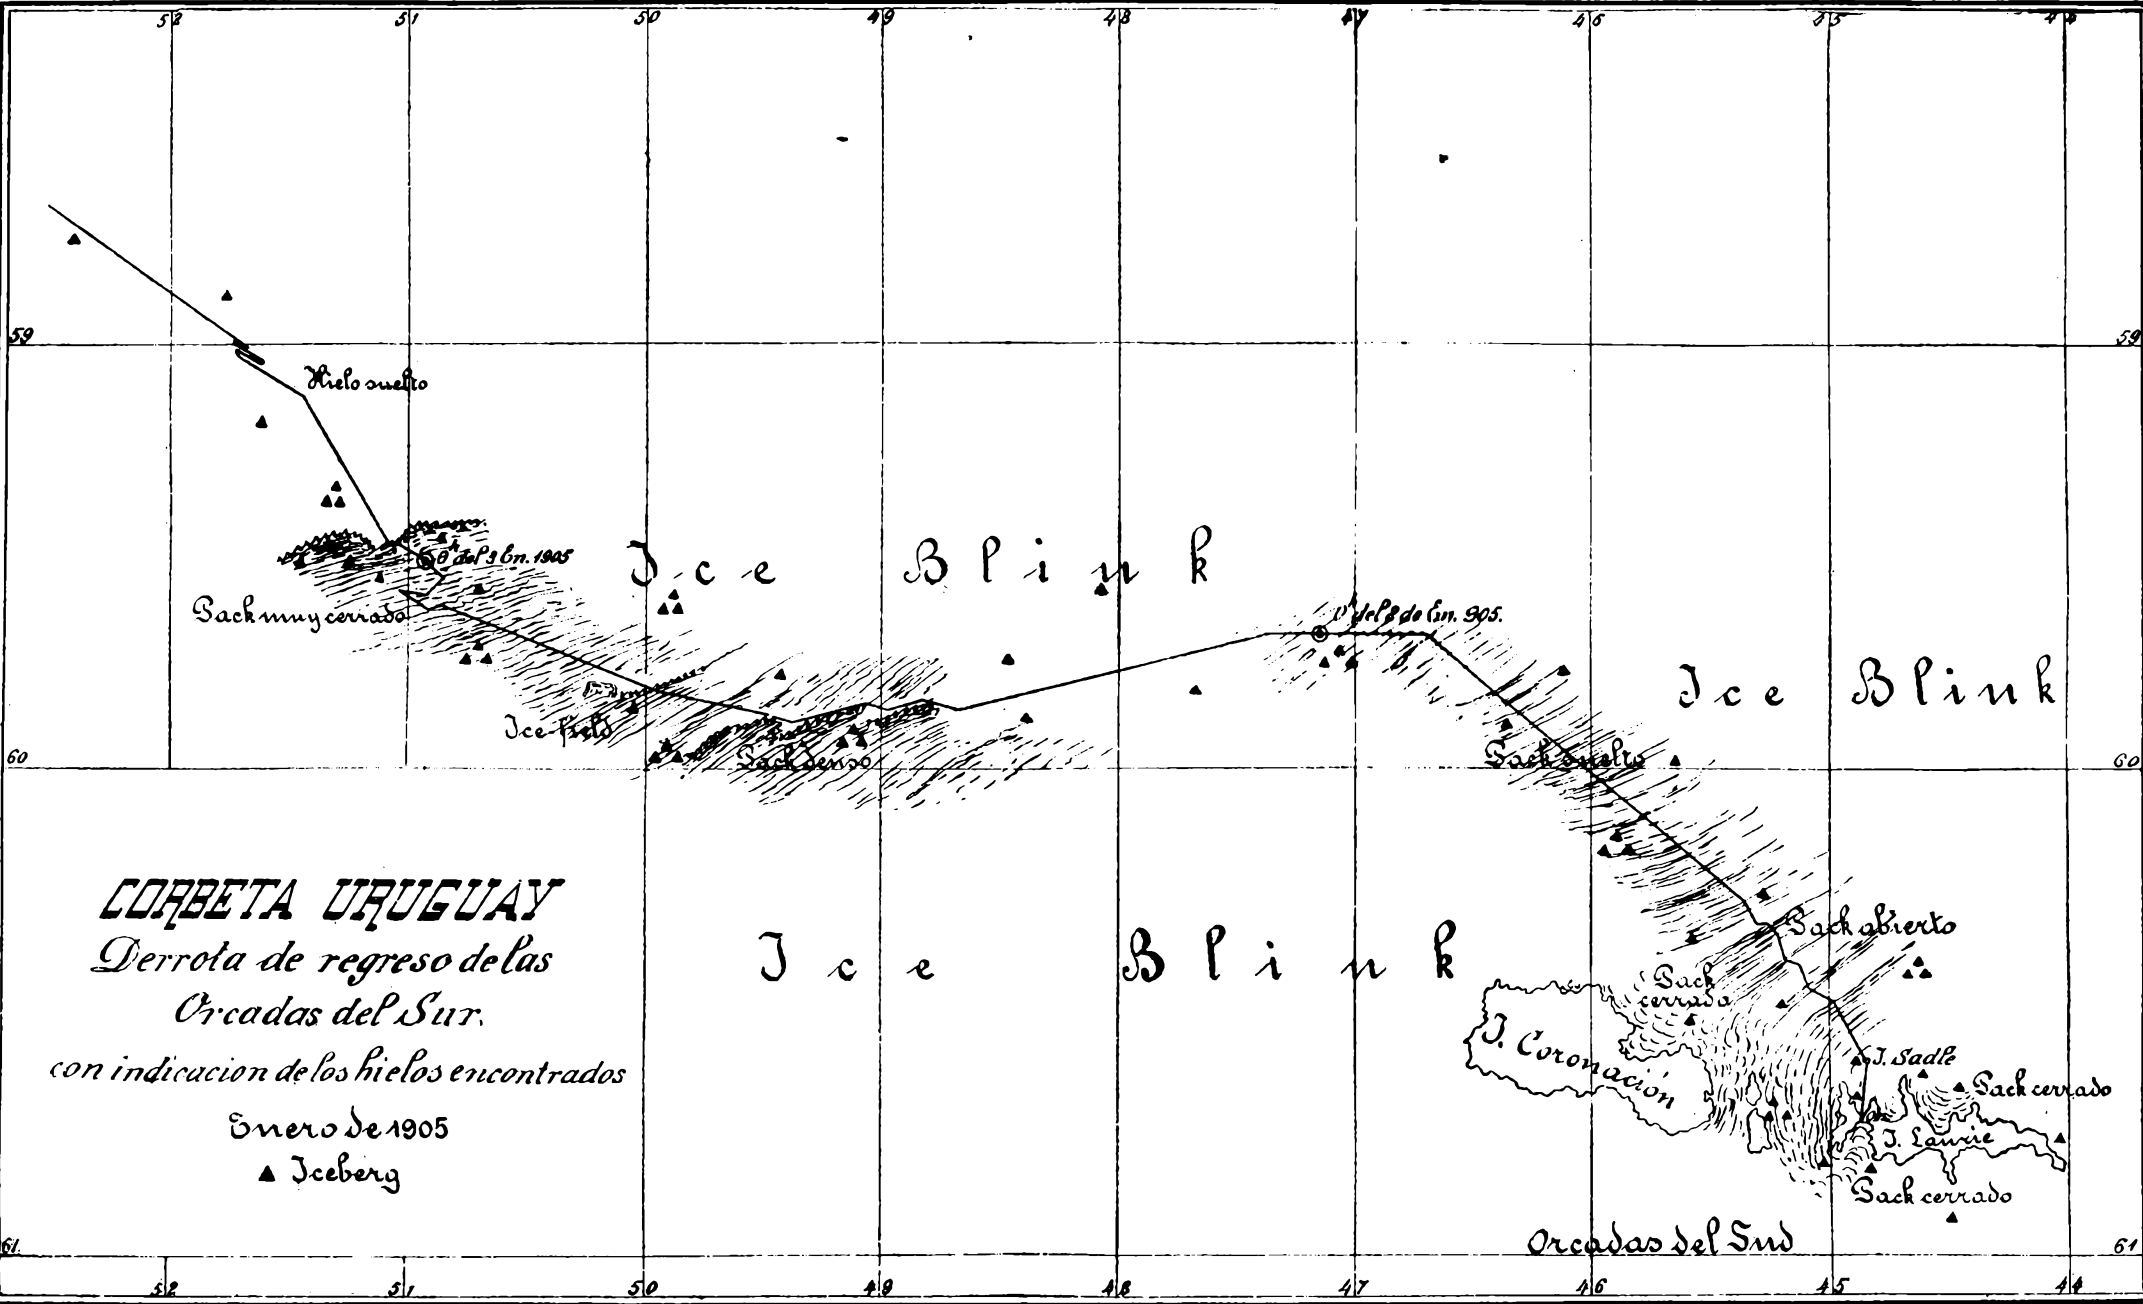 52 51 50 49 48 47 46 45 44
59 59
Hielo suelto
0h del 9 En. 1905
Ice Blink
Pack muy cerrado
0h del 8 de En. 905.
Ice Blink
Ice-field
Pack denso
Pack suelto
60 60
CORBETA URUGUAY
Derrota de regreso de las
Orcadas del Sur.
con indicacion de los hielos encontrados
Enero de 1905
Iceberg
Ice Blink
Pack abierto
Pack
cerrado
I. Coronación
I. Sadle
Pack cerrado
I. Laurie
Pack cerrado
Orcadas del Sud
61. 61
52 51 50 49 48 47 46 45 44